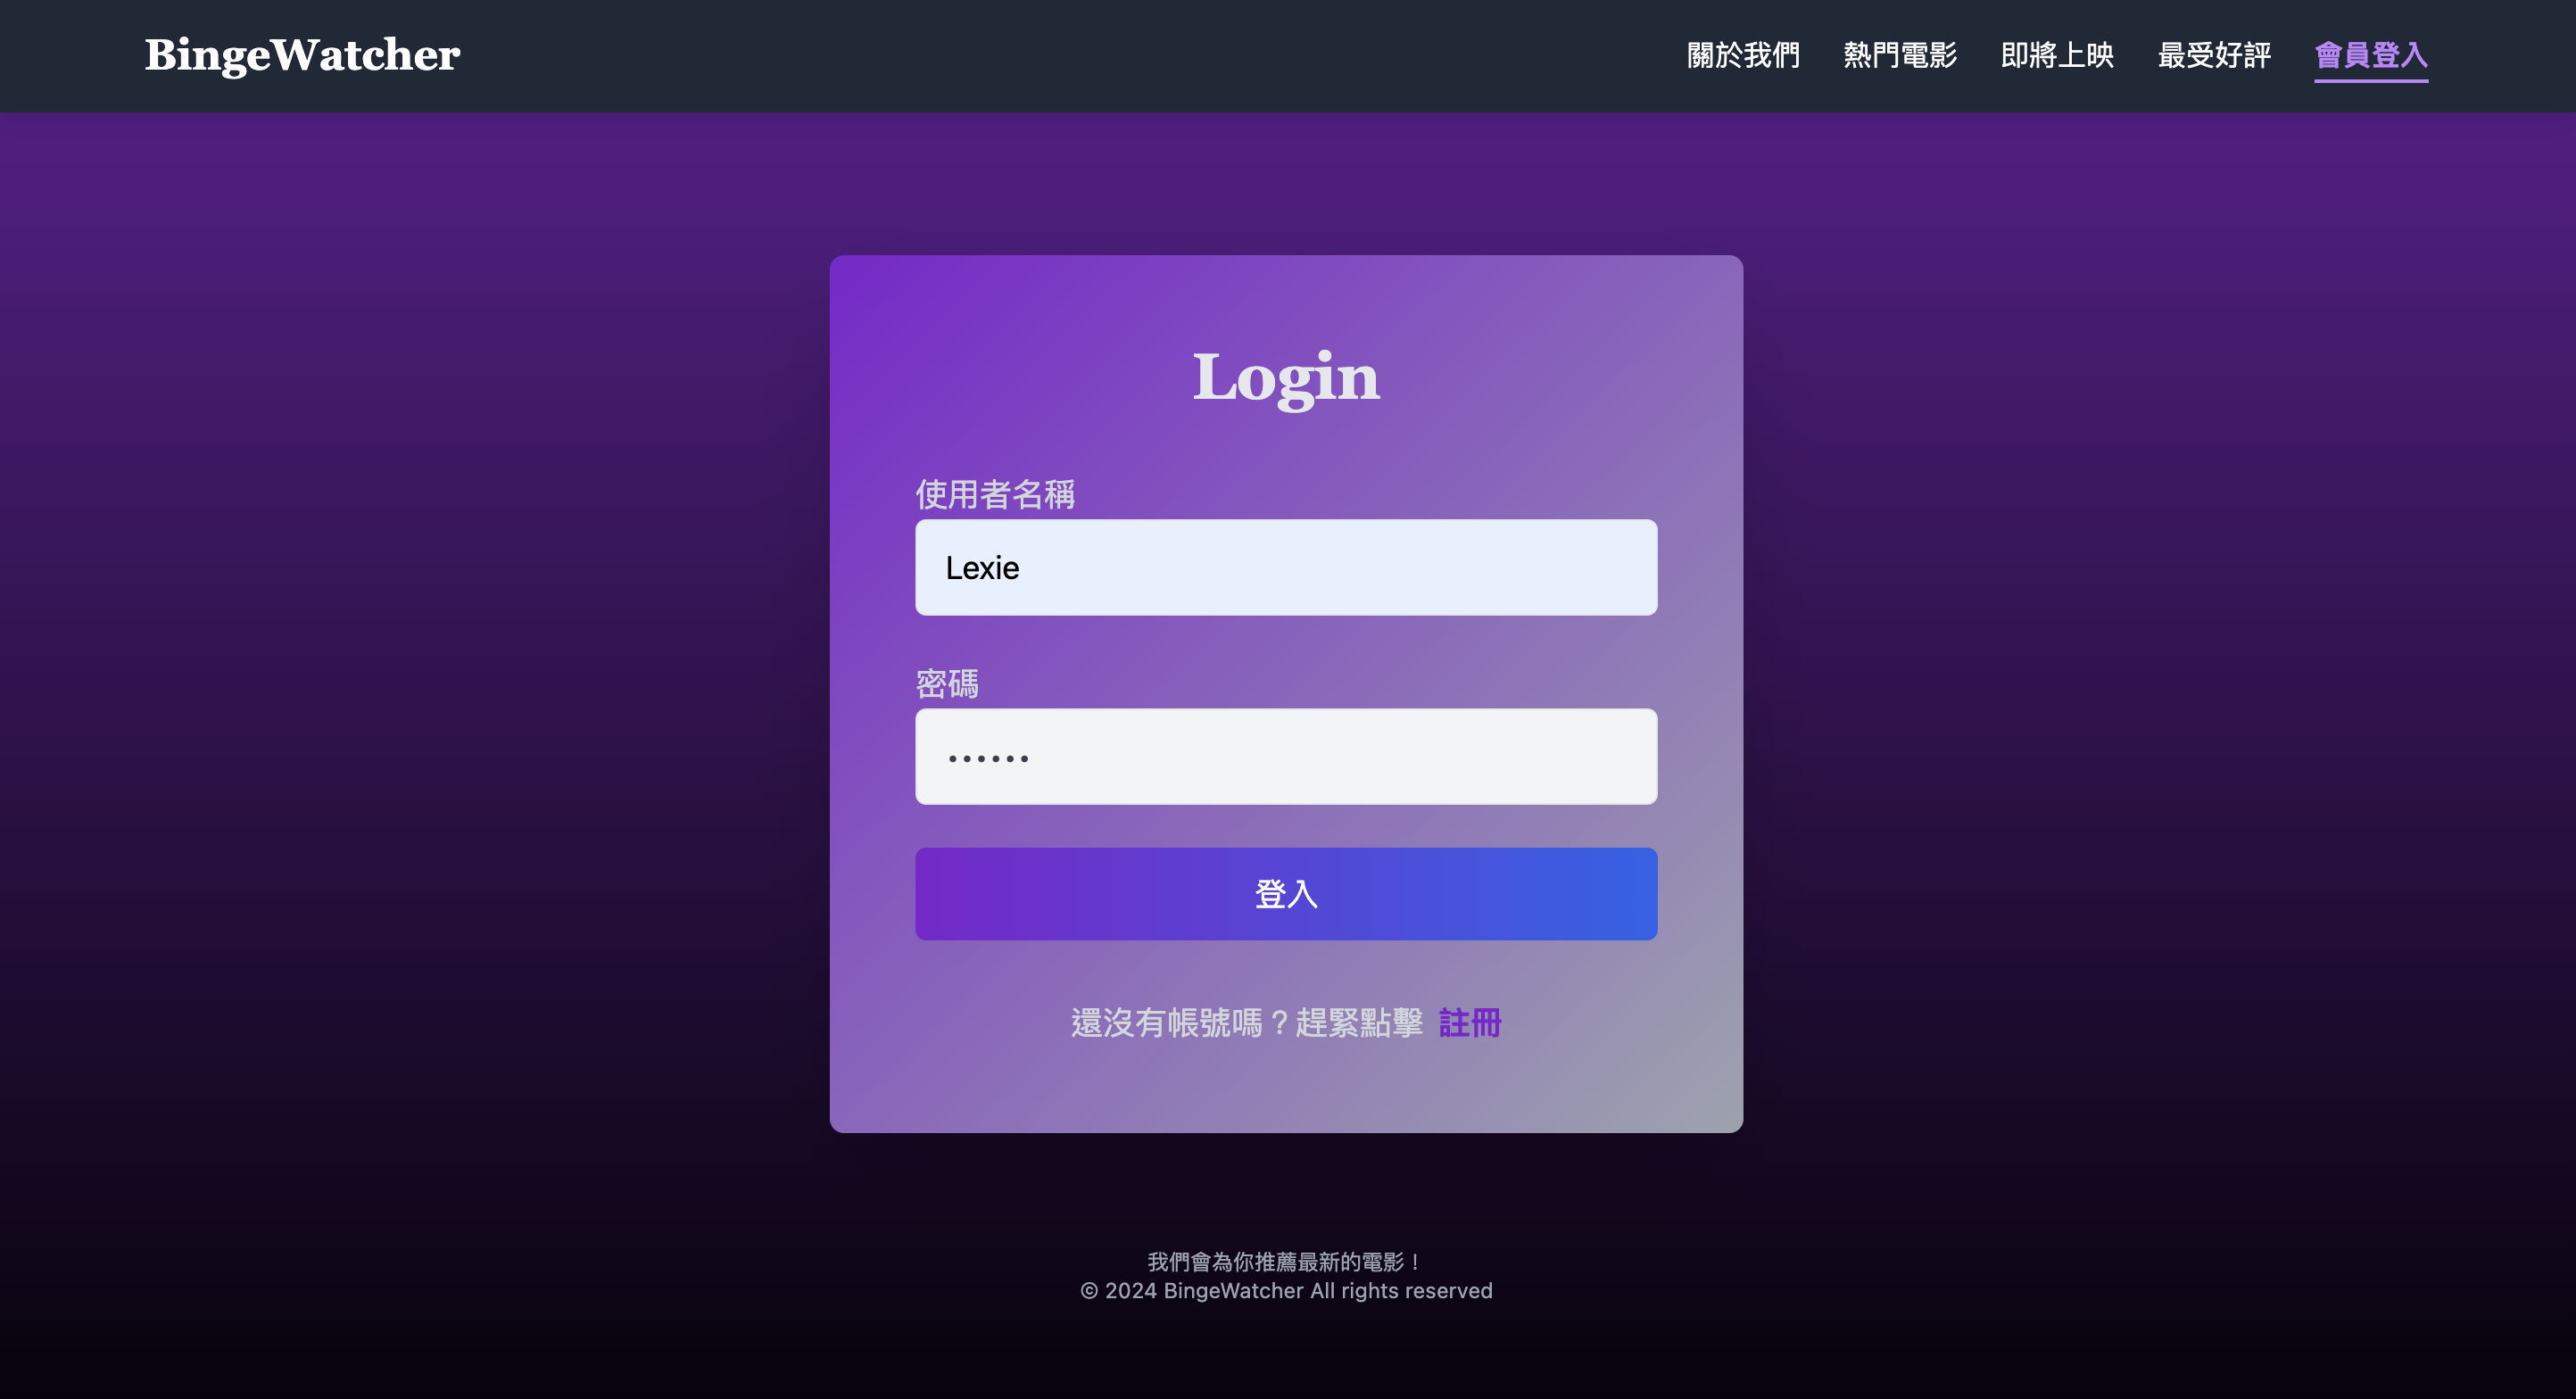 BingeWatcher
關於我們 熱門電影 即將上映 最受好評 會員登入
Login
使用者名稱
Lexie
密碼
••••••
登入
還沒有帳號嗎？趕緊點擊 註冊
我們會為你推薦最新的電影！
© 2024 BingeWatcher All rights reserved